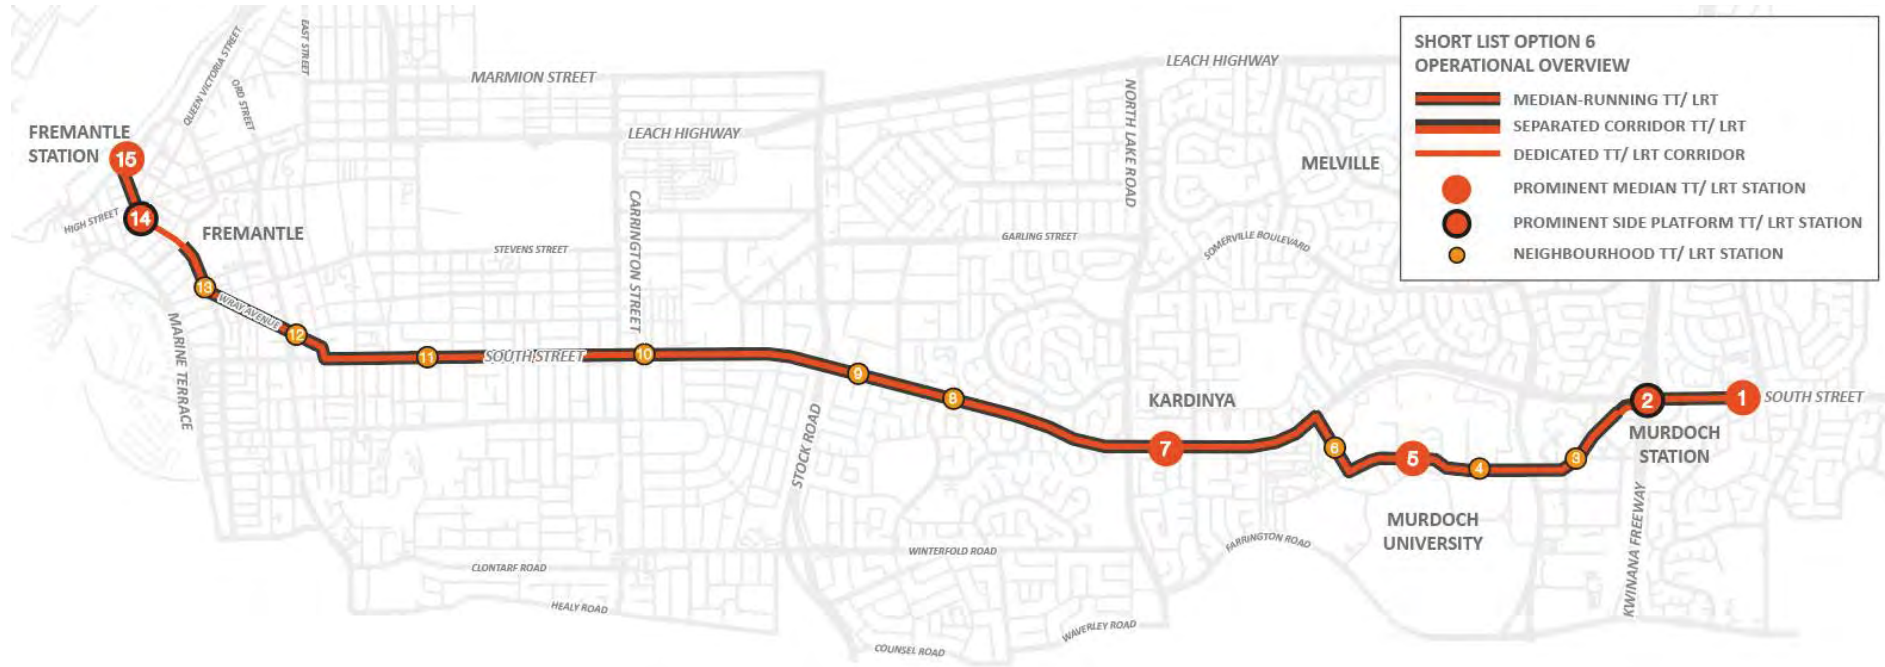 SHORT LIST OPTION 6
OPERATIONAL OVERVIEW
MEDIAN-RUNNING TT/ LRT
SEPARATED CORRIDOR TT/ LRT
DEDICATED TT/ LRT CORRIDOR
PROMINENT MEDIAN TT/ LRT STATION
PROMINENT SIDE PLATFORM TT/ LRT STATION
NEIGHBOURHOOD TT/ LRT STATION
QUEEN VICTORIA STREET
ORD STREET
EAST STREET
MARMION STREET
LEACH HIGHWAY
LEACH HIGHWAY
NORTH LAKE ROAD
MELVILLE
FREMANTLE
STATION
15
HIGH STREET
14
FREMANTLE
CARRINGTON STREET
STEVENS STREET
GARLING STREET
SOMERVILLE BOULEVARD
13
WRAY AVENUE
12
MARINE TERRACE
11
SOUTH STREET
10
9
8
STOCK ROAD
KARDINYA
7
6
5
4
3
2
1
SOUTH STREET
MURDOCH
STATION
MURDOCH
UNIVERSITY
KWINANA FREEWAY
FARRINGTON ROAD
WINTERFOLD ROAD
CLONTARF ROAD
HEALY ROAD
WAVERLEY ROAD
COUNSEL ROAD